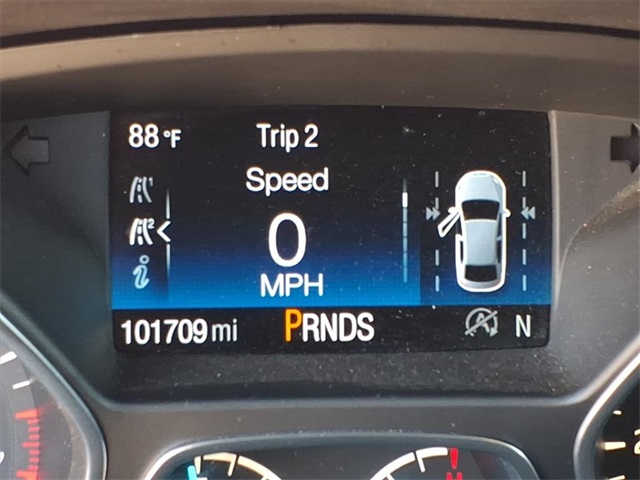 88°F Trip 2
Speed
0
MPH
101709 mi PRNDS N